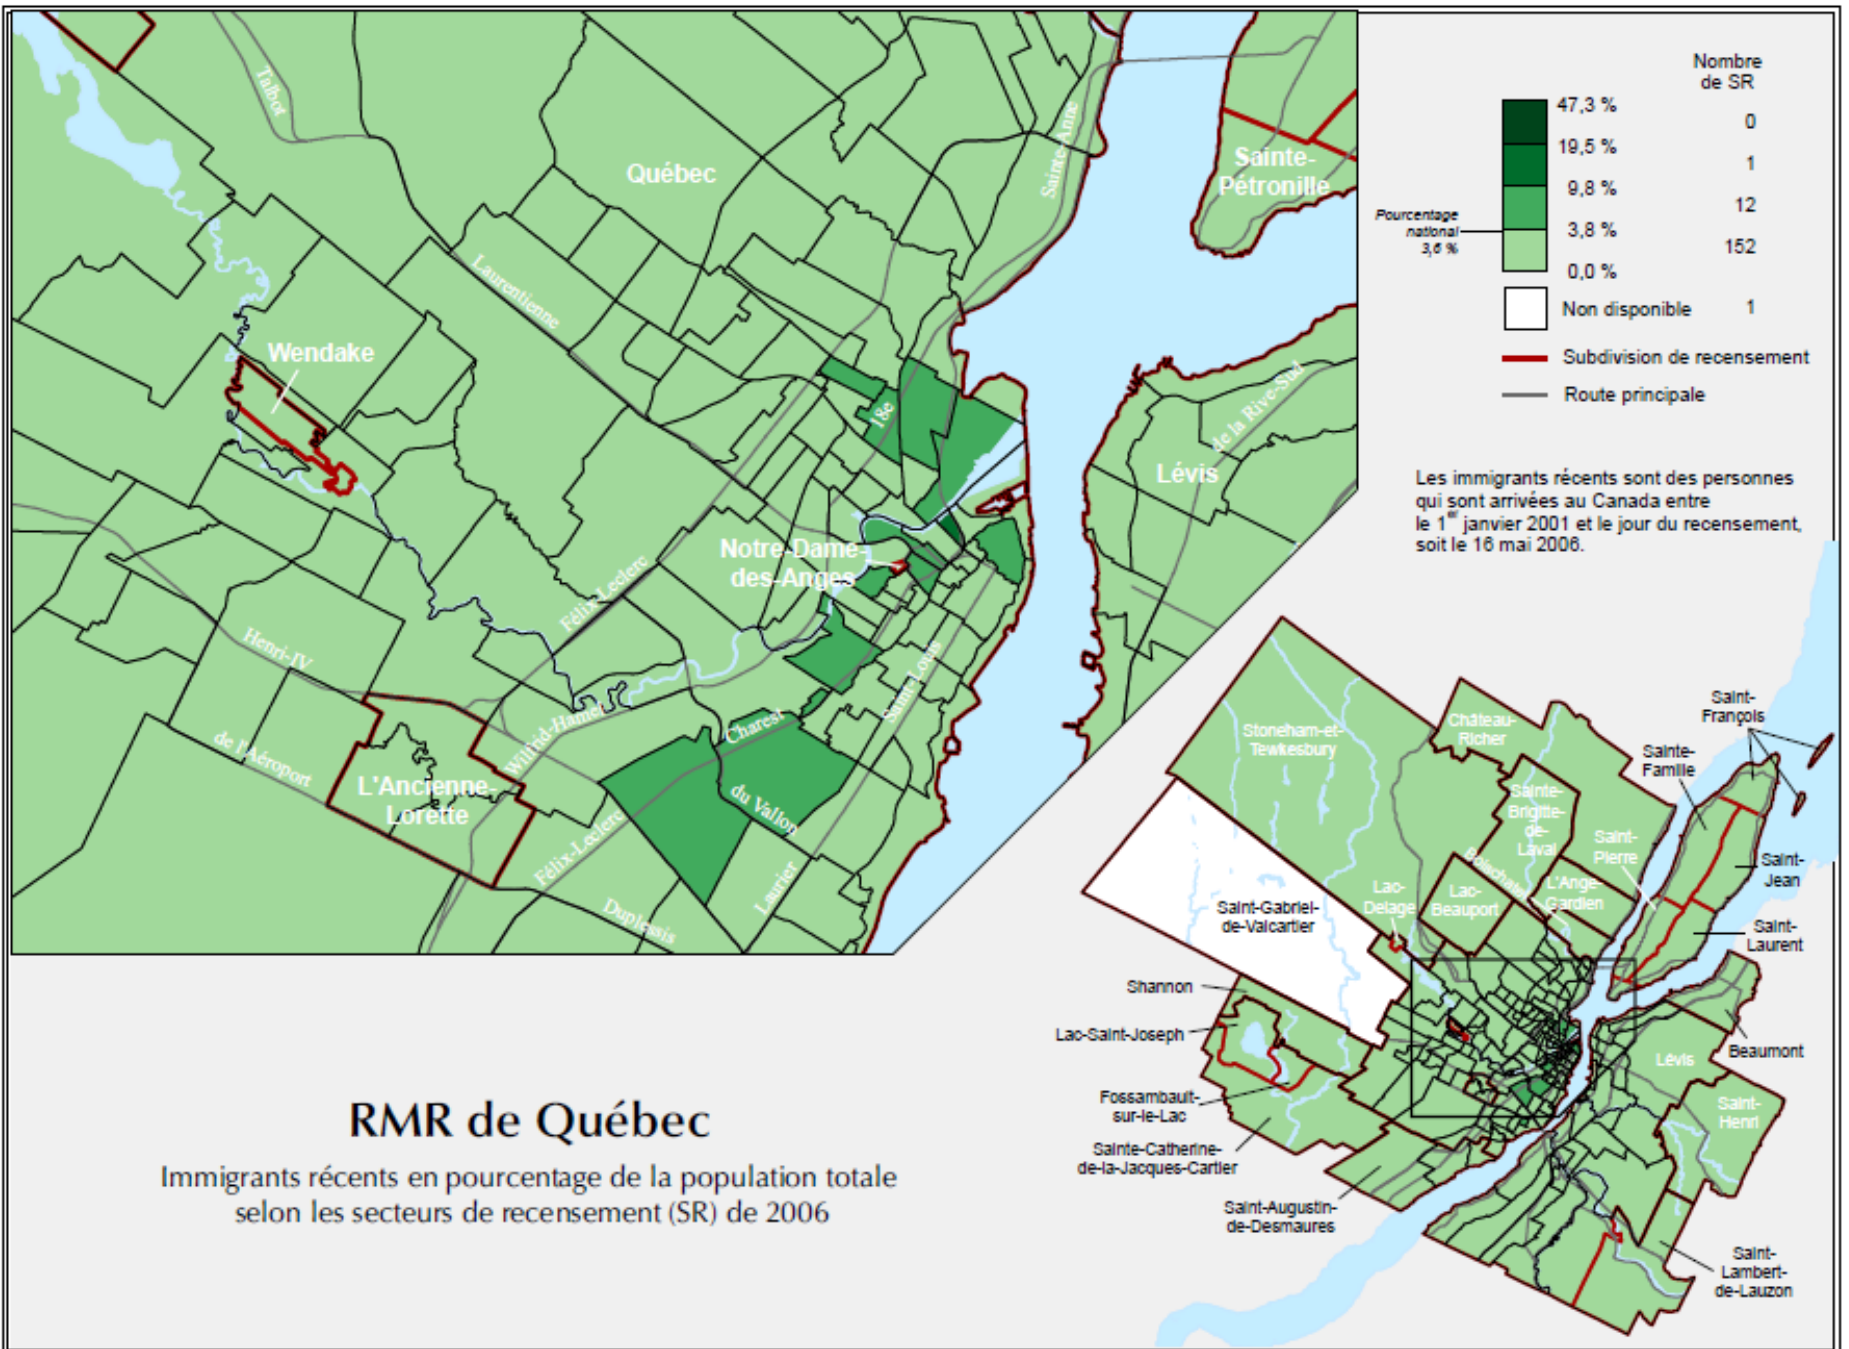 Talbot
Québec
Sainte-Anne
Sainte-
Pétronille
Laurentienne
Wendake
18e
de la Rive-Sud
Lévis
Notre-Dame-
des-Anges
Félix-Leclerc
Henri-IV
Saint-Louis
Wilfrid-Hamel
Charest
de l'Aéroport
L'Ancienne-
Lorette
du Vallon
Félix-Leclerc
Laurier
Duplessis
Nombre
de SR
47,3 %
0
19,5 %
1
9,8 %
12
3,8 %
152
0,0 %
Pourcentage
national
3,6 %
Non disponible
1
Subdivision de recensement
Route principale
Les immigrants récents sont des personnes
qui sont arrivées au Canada entre
le 1er janvier 2001 et le jour du recensement,
soit le 16 mai 2006.
Saint-
François
Château-
Richer
Stoneham-et-
Tewkesbury
Sainte-
Famille
Sainte-
Brigitte-
de-
Laval
Saint-
Pierre
Boischatel
Saint-
Jean
Lac-
Delage
Lac-
Beauport
L'Ange-
Gardien
Saint-Gabriel-
de-Valcartier
Saint-
Laurent
Shannon
Lac-Saint-Joseph
Beaumont
Lévis
Fossambault-
sur-le-Lac
Saint-
Henri
Sainte-Catherine-
de-la-Jacques-Cartier
Saint-Augustin-
de-Desmaures
Saint-
Lambert-
de-Lauzon
RMR de Québec
Immigrants récents en pourcentage de la population totale
selon les secteurs de recensement (SR) de 2006